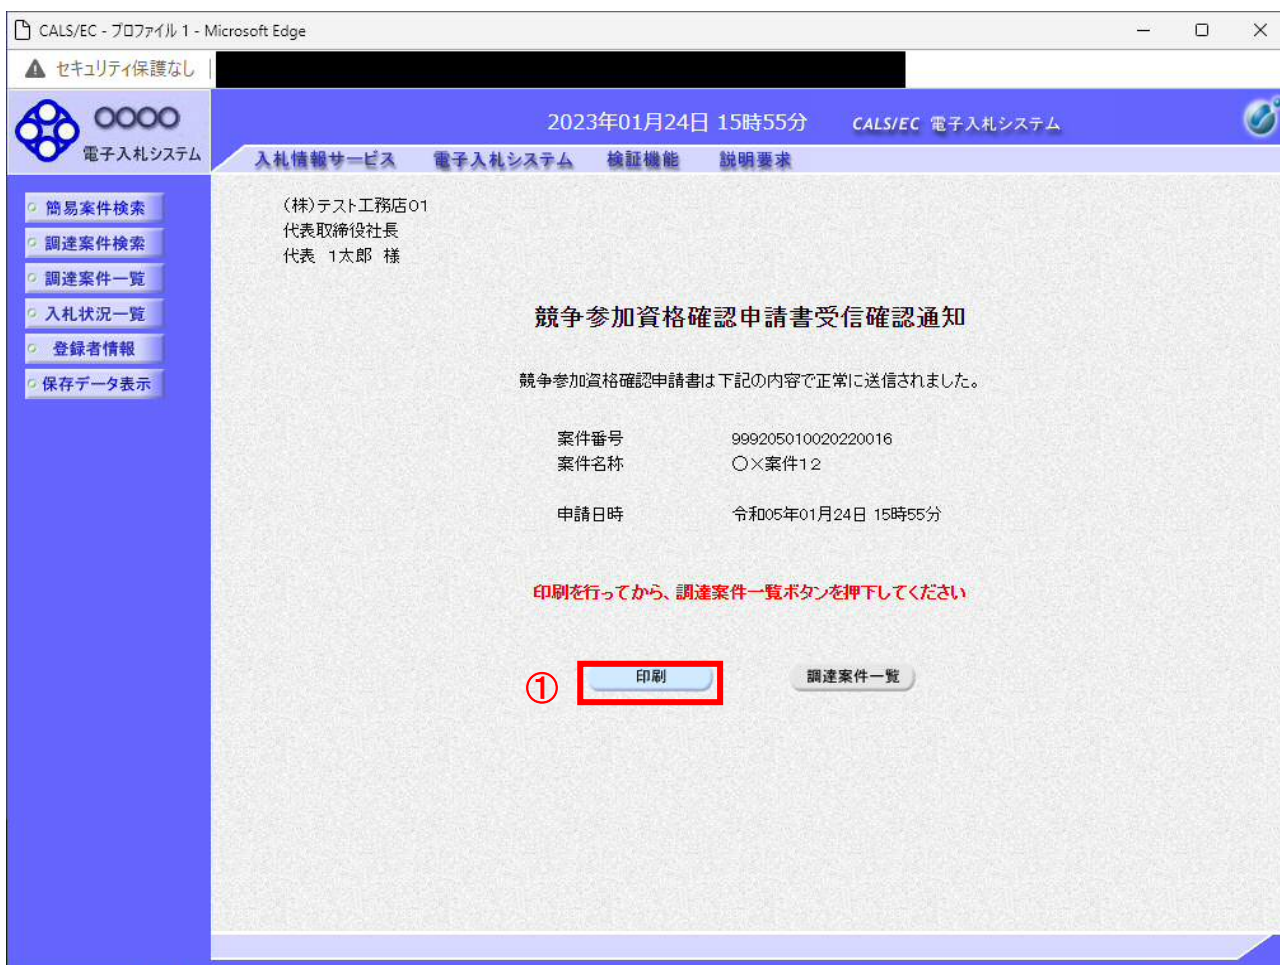 CALS/EC - プロファイル 1 - Microsoft Edge
セキュリティ保護なし
〇〇〇〇
電子入札システム
2023年01月24日 15時55分 CALS/EC 電子入札システム
入札情報サービス 電子入札システム 検証機能 説明要求
簡易案件検索
調達案件検索
調達案件一覧
入札状況一覧
登録者情報
保存データ表示
(株)テスト工務店01
代表取締役社長
代表 1太郎 様
競争参加資格確認申請書受信確認通知
競争参加資格確認申請書は下記の内容で正常に送信されました。
案件番号 999205010020220016
案件名称 〇×案件12
申請日時 令和05年01月24日 15時55分
印刷を行ってから、調達案件一覧ボタンを押下してください
① 印刷 調達案件一覧